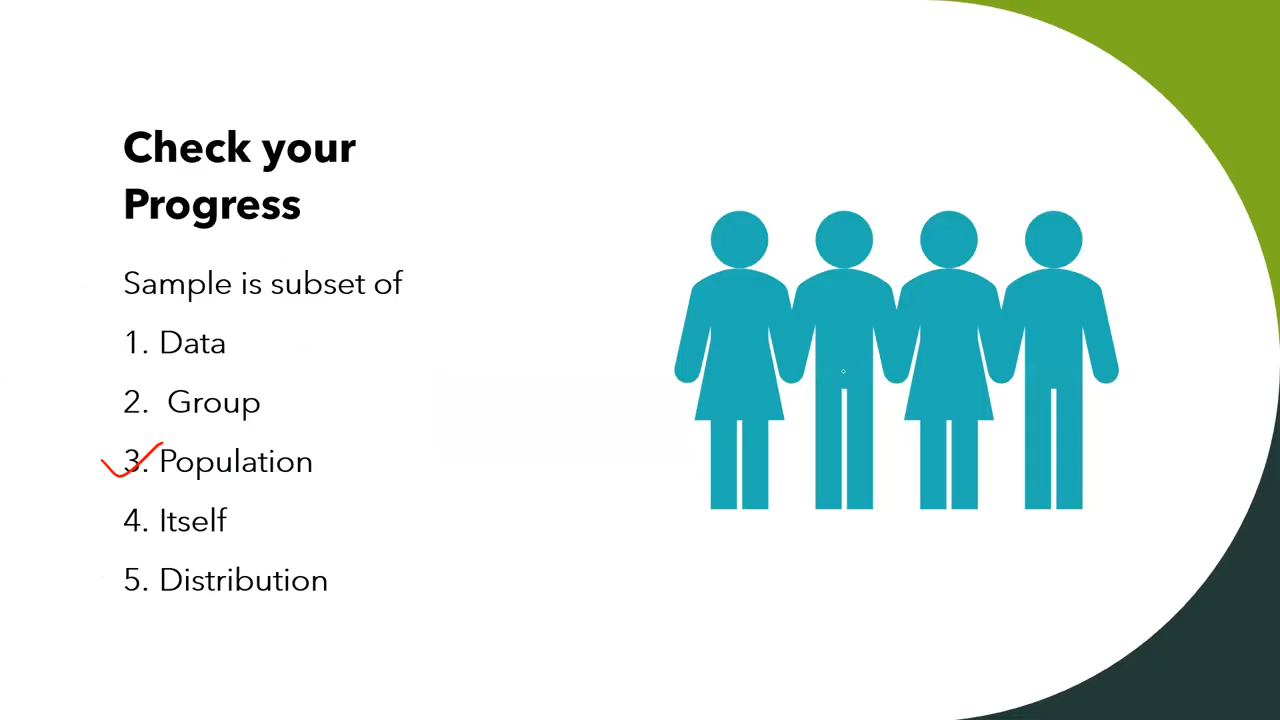 Check your
Progress
Sample is subset of
1. Data
2. Group
3. Population
4. Itself
5. Distribution